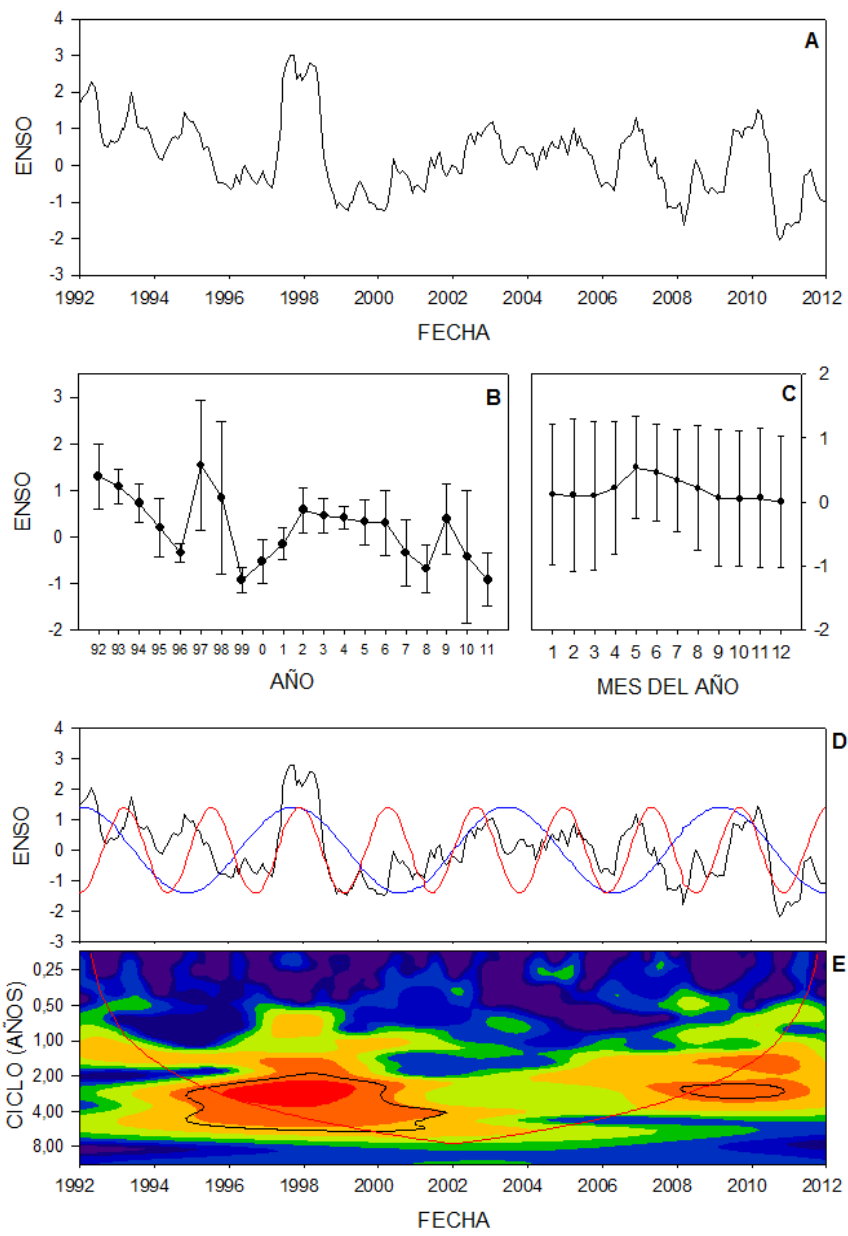 4
A
3
2
1
0
-1
-2
-3
ENSO
1992 1994 1996 1998 2000 2002 2004 2006 2008 2010 2012
FECHA
3
B
2
1
0
-1
-2
ENSO
92 93 94 95 96 97 98 99 0 1 2 3 4 5 6 7 8 9 10 11
AÑO
C
2
1
0
-1
-2
1 2 3 4 5 6 7 8 9 10 11 12
MES DEL AÑO
4
D
3
2
1
0
-1
-2
-3
ENSO
E
0,25
0,50
1,00
2,00
4,00
8,00
CICLO (AÑOS)
1992 1994 1996 1998 2000 2002 2004 2006 2008 2010 2012
FECHA